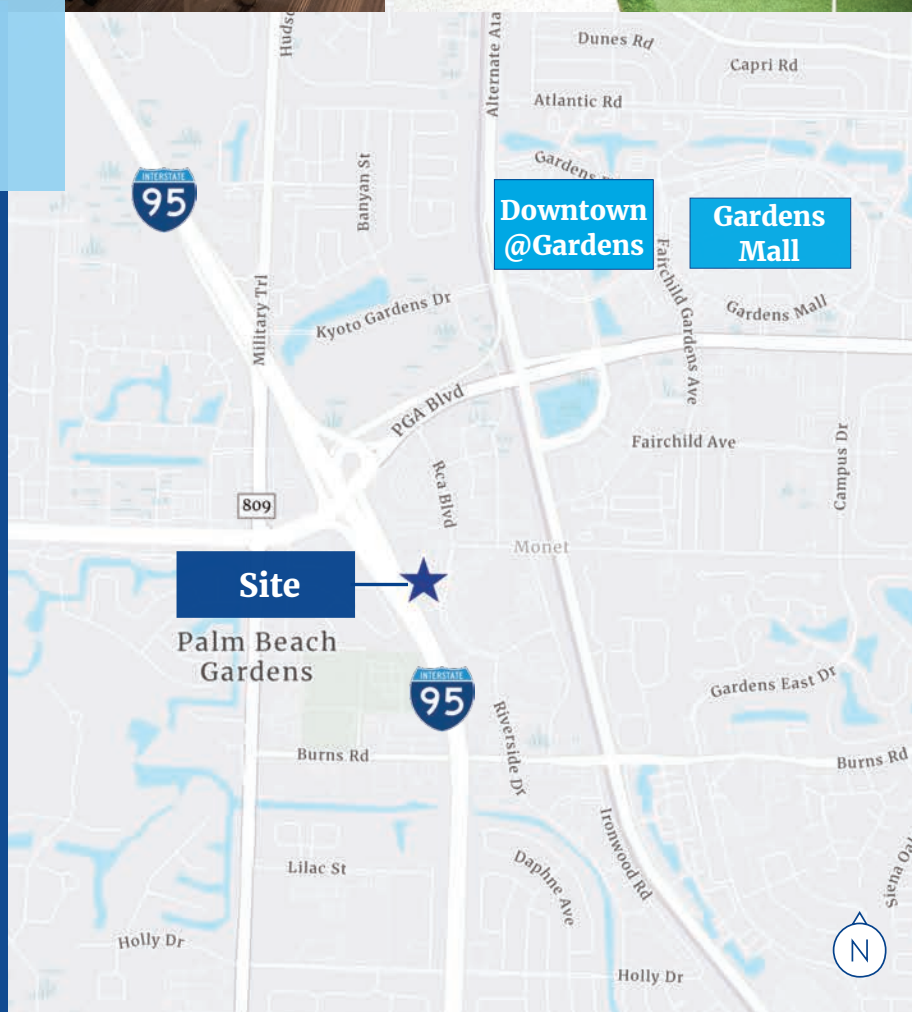 Hudso
Alternate A1a
Dunes Rd
Capri Rd
Atlantic Rd
Banyan St
INTERSTATE
95
Gardens
Downtown
@Gardens
Gardens
Mall
Military Trl
Kyoto Gardens Dr
Fairchild Gardens Ave
Gardens Mall
PGA Blvd
Fairchild Ave
Campus Dr
Rca Blvd
809
Monet
Site
Palm Beach
Gardens
INTERSTATE
95
Gardens East Dr
Riverside Dr
Burns Rd
Burns Rd
Ironwood Rd
Lilac St
Daphne Ave
Siena Oa
Holly Dr
Holly Dr
N